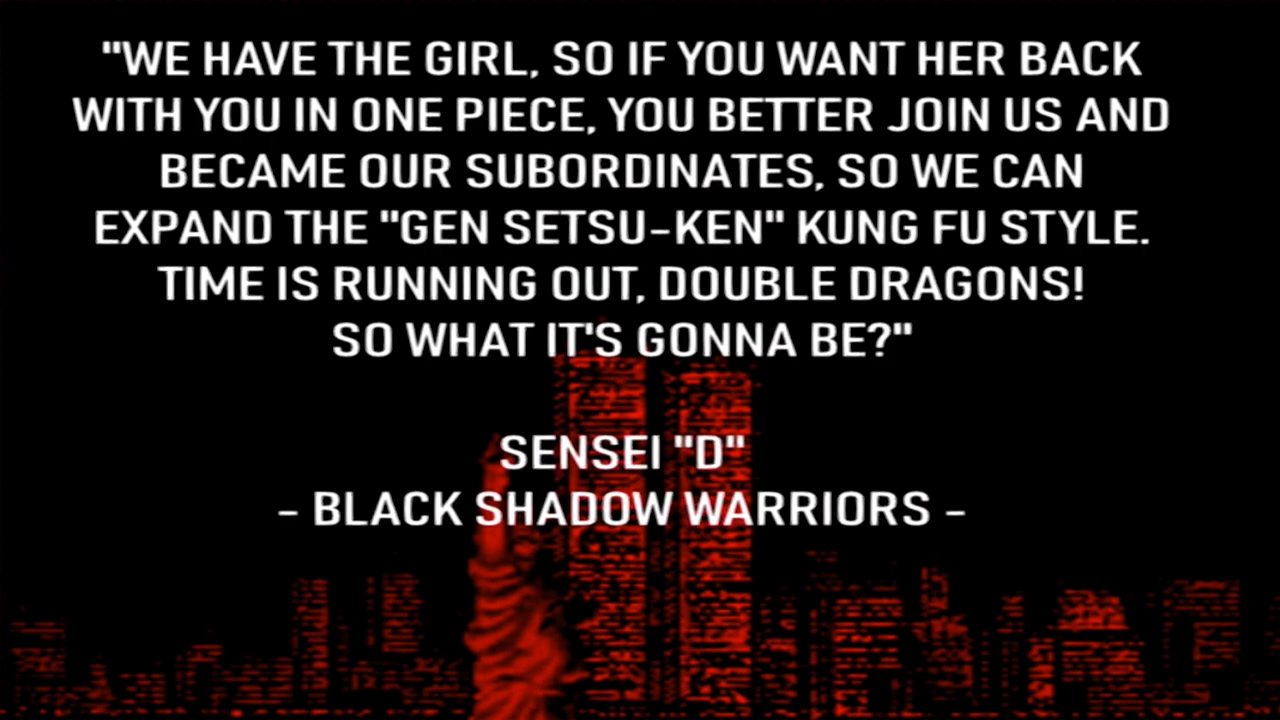 "WE HAVE THE GIRL, SO IF YOU WANT HER BACK
WITH YOU IN ONE PIECE, YOU BETTER JOIN US AND
BECAME OUR SUBORDINATES, SO WE CAN
EXPAND THE "GEN SETSU-KEN" KUNG FU STYLE.
TIME IS RUNNING OUT, DOUBLE DRAGONS!
SO WHAT IT'S GONNA BE?"
SENSEI "D"
- BLACK SHADOW WARRIORS -